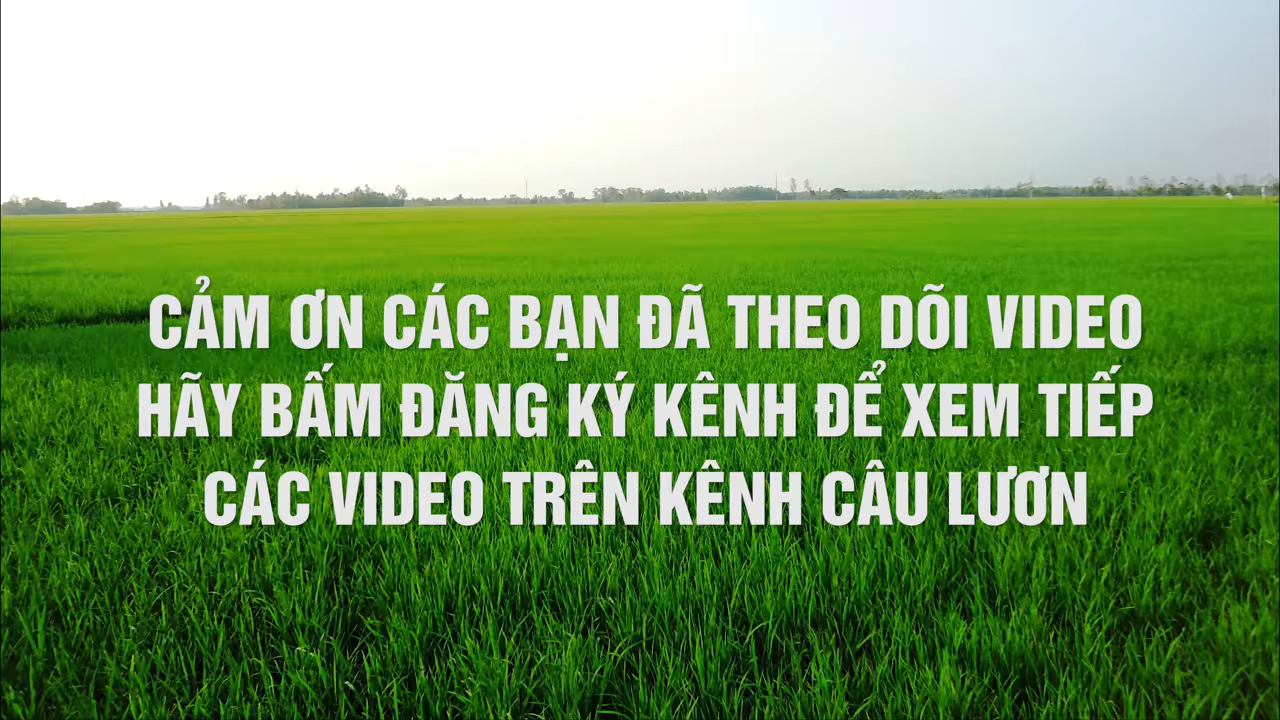 CẢM ƠN CÁC BẠN ĐÃ THEO DÕI VIDEO
HÃY BẤM ĐĂNG KÝ KÊNH ĐỂ XEM TIẾP
CÁC VIDEO TRÊN KÊNH CÂU LƯƠN